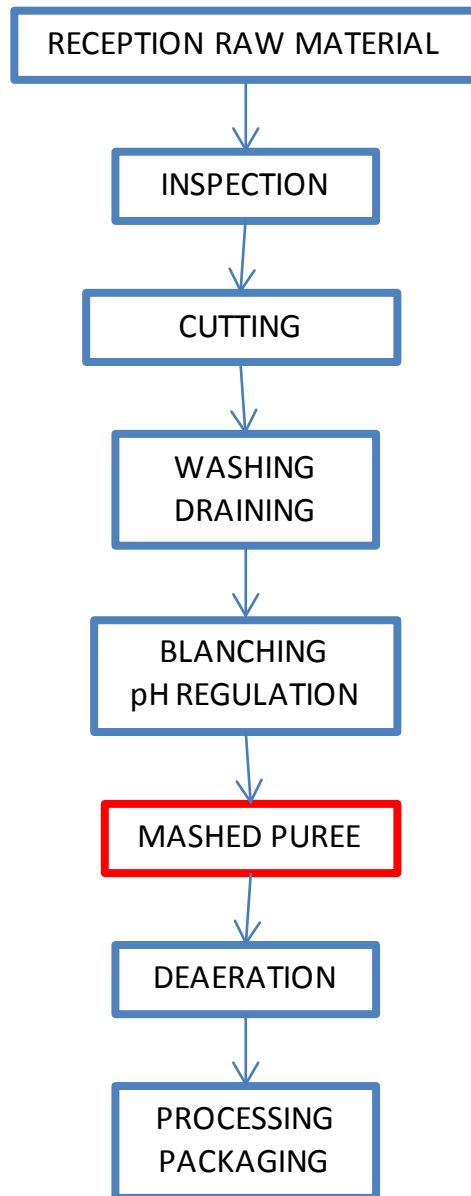 RECEPTION RAW MATERIAL
INSPECTION
CUTTING
WASHING
DRAINING
BLANCHING
pH REGULATION
MASHED PUREE
DEAERATION
PROCESSING
PACKAGING